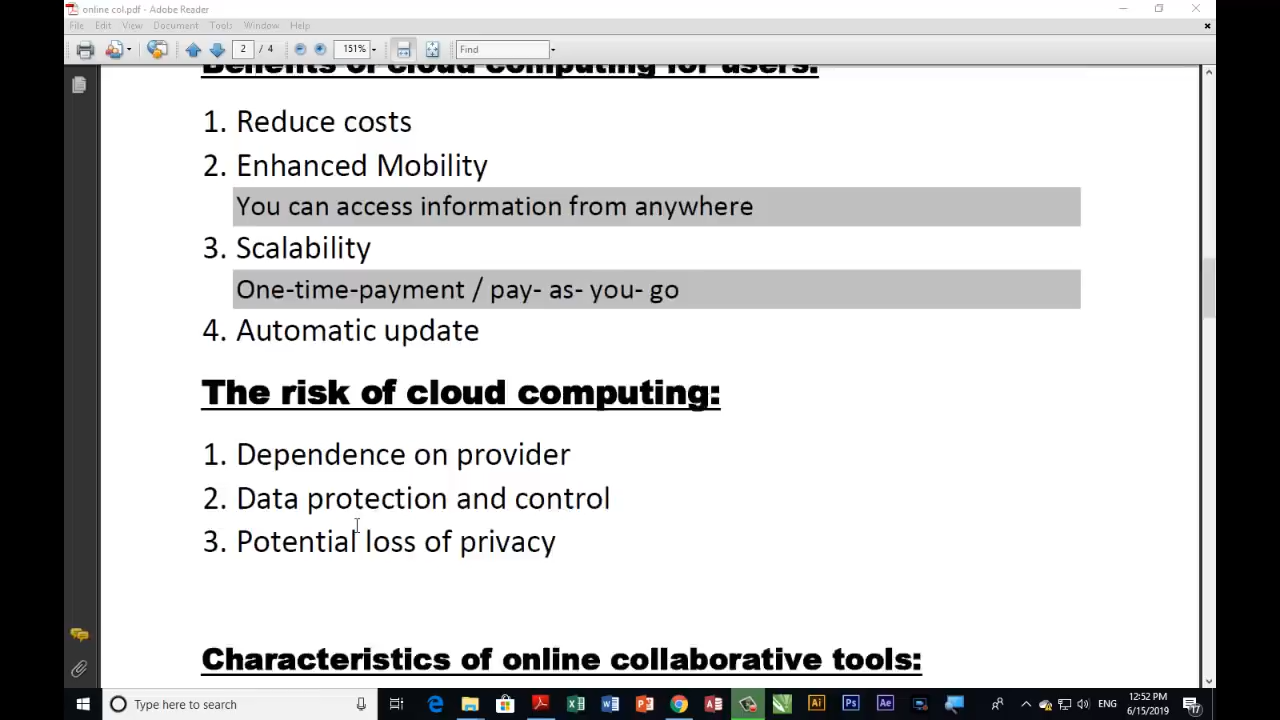 online col.pdf - Adobe Reader
File Edit View Document Tools Window Help
2 / 4 151% Find
Benefits of cloud computing for users:
1. Reduce costs
2. Enhanced Mobility
You can access information from anywhere
3. Scalability
One-time-payment / pay- as- you- go
4. Automatic update
The risk of cloud computing:
1. Dependence on provider
2. Data protection and control
3. Potential loss of privacy
Characteristics of online collaborative tools:
Type here to search
ENG
12:52 PM
6/15/2019